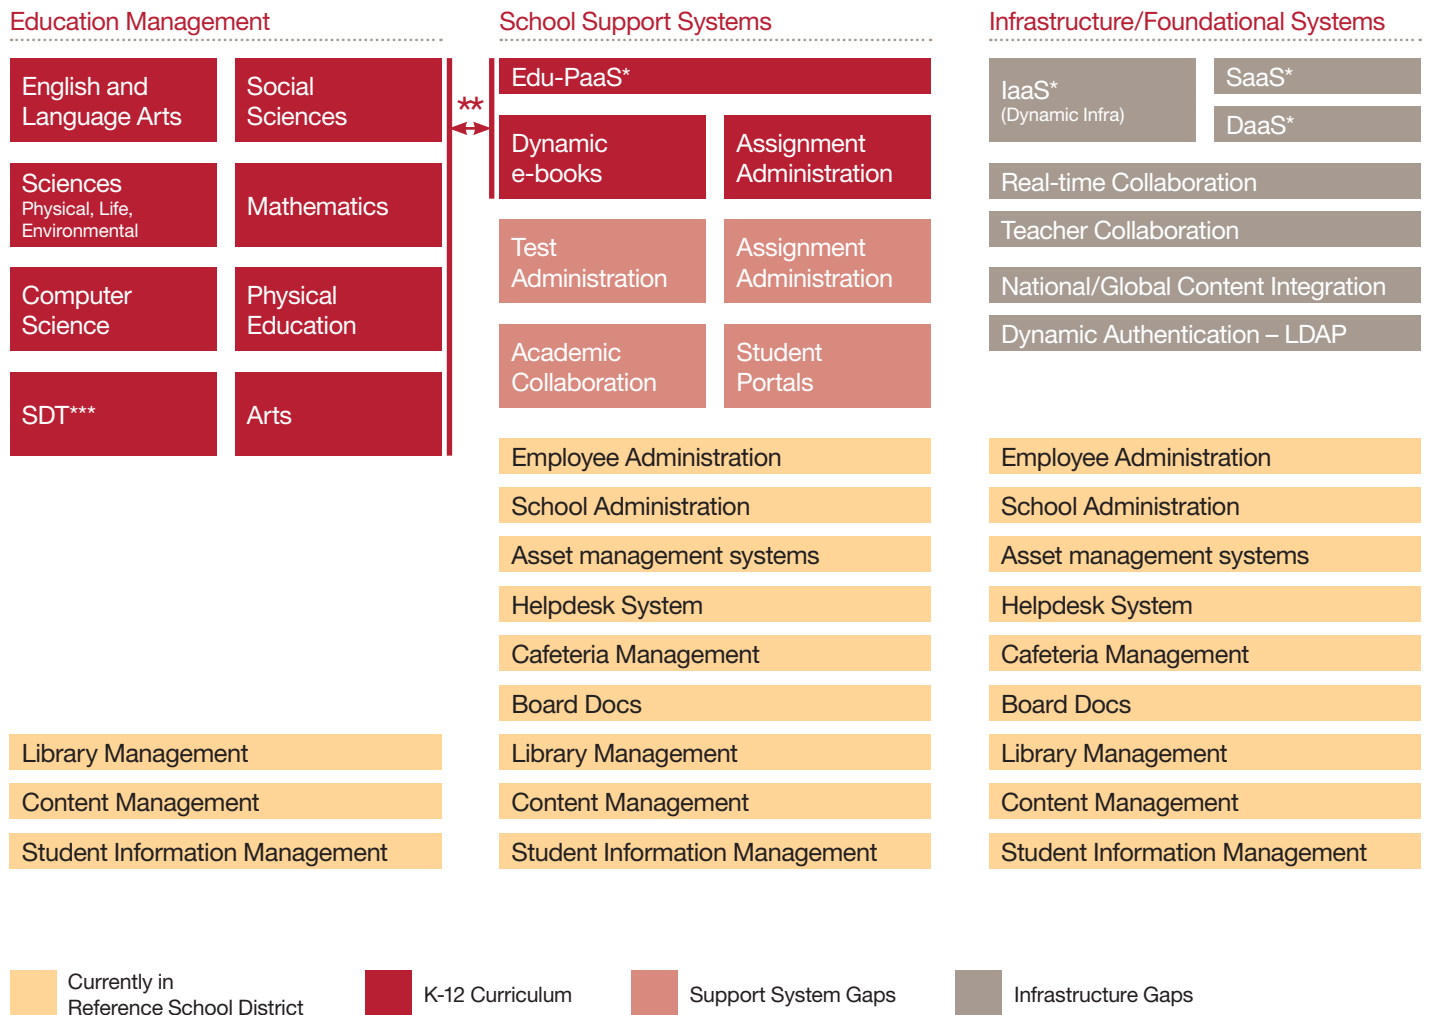 Education Management
English and
Language Arts
Social
Sciences
Sciences
Physical, Life,
Environmental
Mathematics
Computer
Science
Physical
Education
SDT***
Arts
Library Management
Content Management
Student Information Management
**
School Support Systems
Edu-PaaS*
Dynamic
e-books
Assignment
Administration
Test
Administration
Assignment
Administration
Academic
Collaboration
Student
Portals
Employee Administration
School Administration
Asset management systems
Helpdesk System
Cafeteria Management
Board Docs
Library Management
Content Management
Student Information Management
Infrastructure/Foundational Systems
IaaS*
(Dynamic Infra)
SaaS*
DaaS*
Real-time Collaboration
Teacher Collaboration
National/Global Content Integration
Dynamic Authentication – LDAP
Employee Administration
School Administration
Asset management systems
Helpdesk System
Cafeteria Management
Board Docs
Library Management
Content Management
Student Information Management
Currently in
Reference School District
K-12 Curriculum
Support System Gaps
Infrastructure Gaps